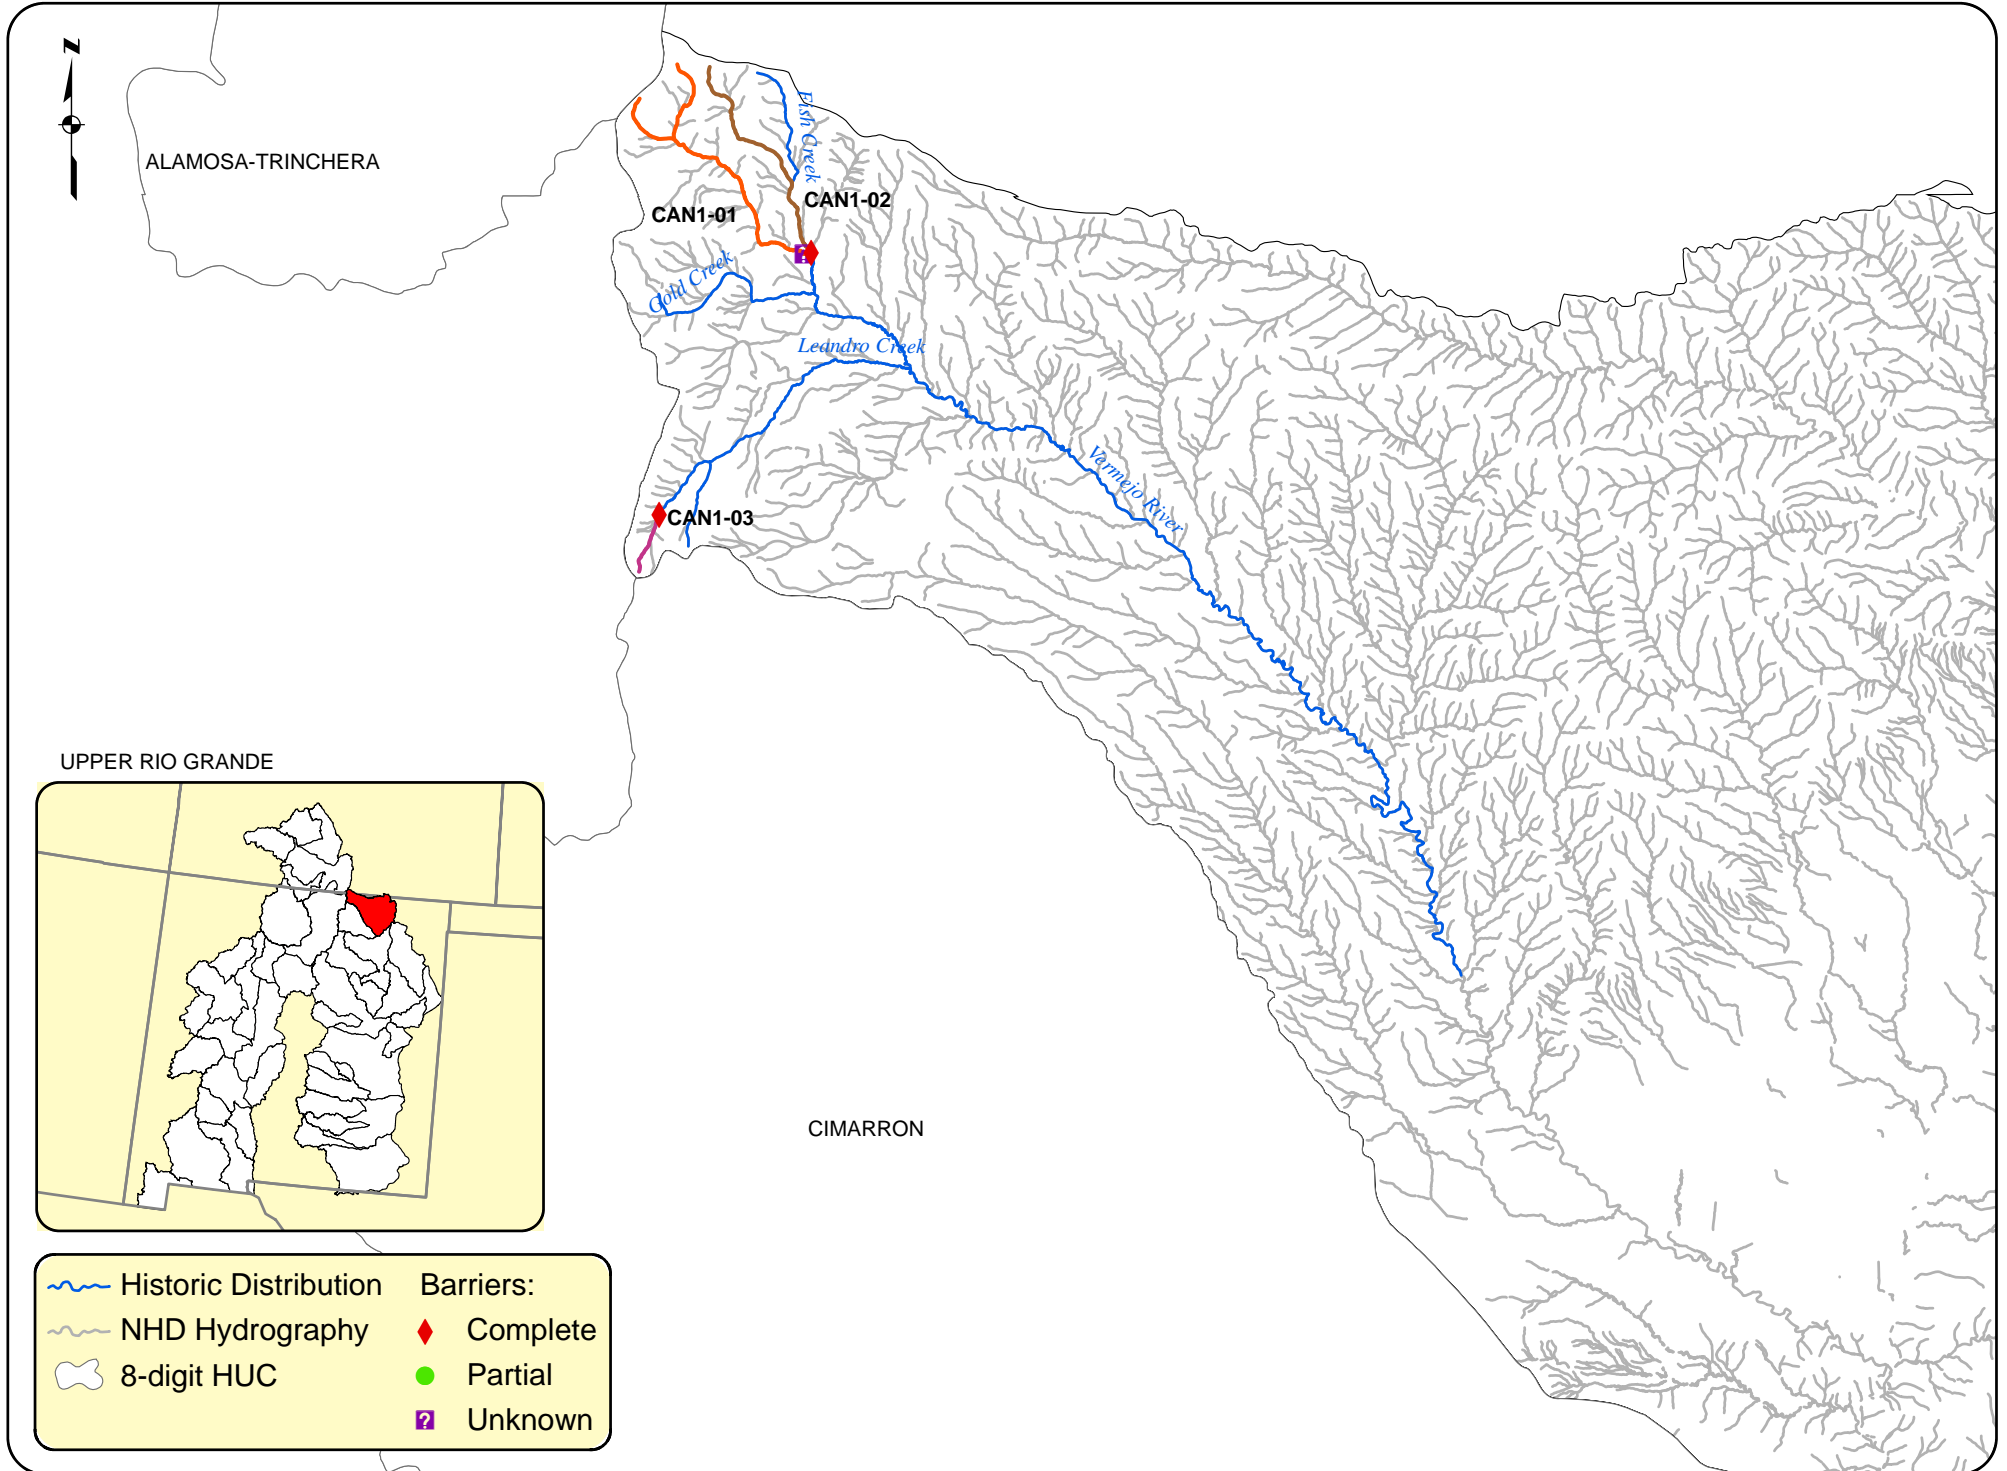 N
ALAMOSA-TRINCHERA
Fish Creek
CAN1-02
CAN1-01
?
Gold Creek
Leandro Creek
Vermejo River
CAN1-03
UPPER RIO GRANDE
CIMARRON
Historic Distribution
NHD Hydrography
8-digit HUC
Barriers:
Complete
Partial
? Unknown